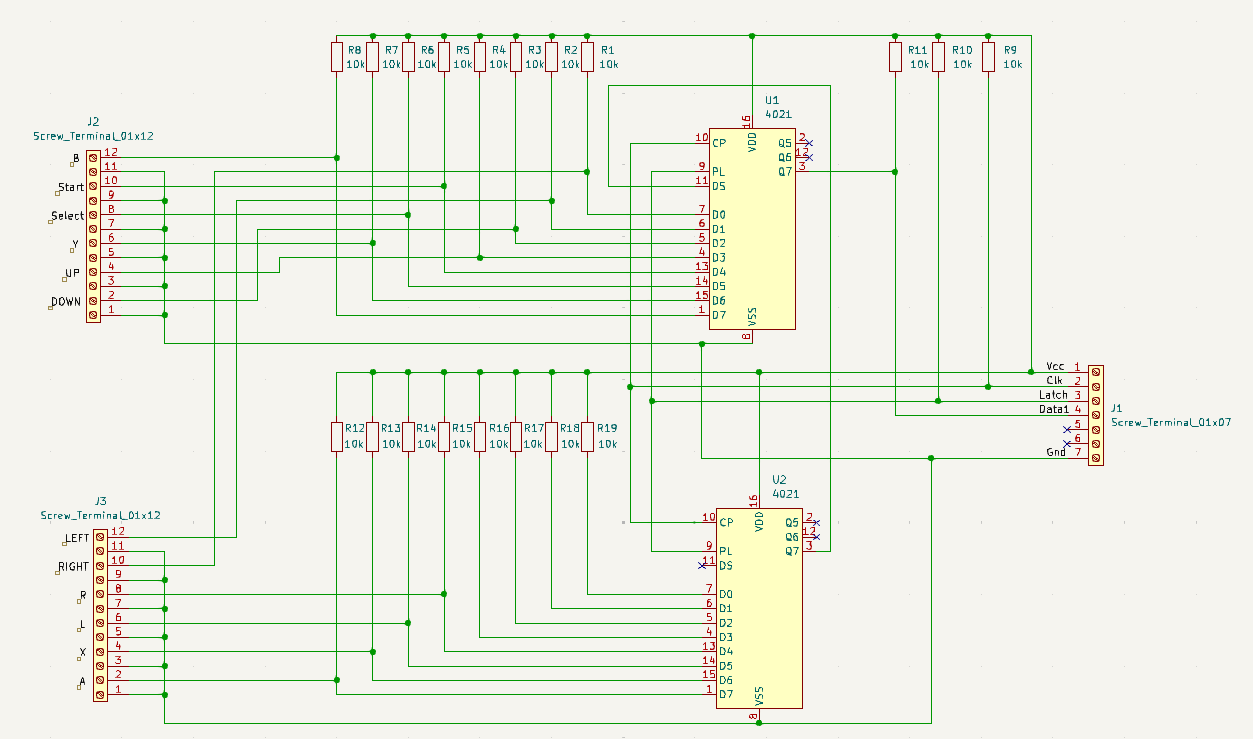 R8 R7 R6 R5 R4 R3 R2 R1 R11 R10 R9
10k 10k 10k 10k 10k 10k 10k 10k 10k 10k 10k
U1
4021
J2
Screw_Terminal_01x12
B 12
11
Start 10
9
Select 8
7
Y 6
5
UP 4
3
DOWN 2
1
16 VDD
10 CP Q5 2
Q6 12
9 PL Q7 3
11 DS
7 D0
6 D1
5 D2
4 D3
13 D4
14 D5
15 D6
1 D7
VSS 8
Vcc 1
Clk 2
Latch 3
Data1 4
5
6
Gnd 7
J1
Screw_Terminal_01x07
R12 R13 R14 R15 R16 R17 R18 R19
10k 10k 10k 10k 10k 10k 10k 10k
U2
4021
J3
Screw_Terminal_01x12
LEFT 12
11
RIGHT 10
9
R 8
7
L 6
5
X 4
3
A 2
1
16 VDD
10 CP Q5 2
Q6 12
9 PL Q7 3
11 DS
7 D0
6 D1
5 D2
4 D3
13 D4
14 D5
15 D6
1 D7
VSS 8